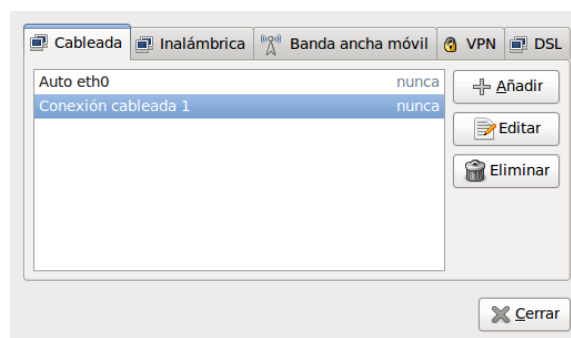 Cableada Inalámbrica Banda ancha móvil VPN DSL
Auto eth0 nunca
Conexión cableada 1 nunca
Añadir
Editar
Eliminar
Cerrar